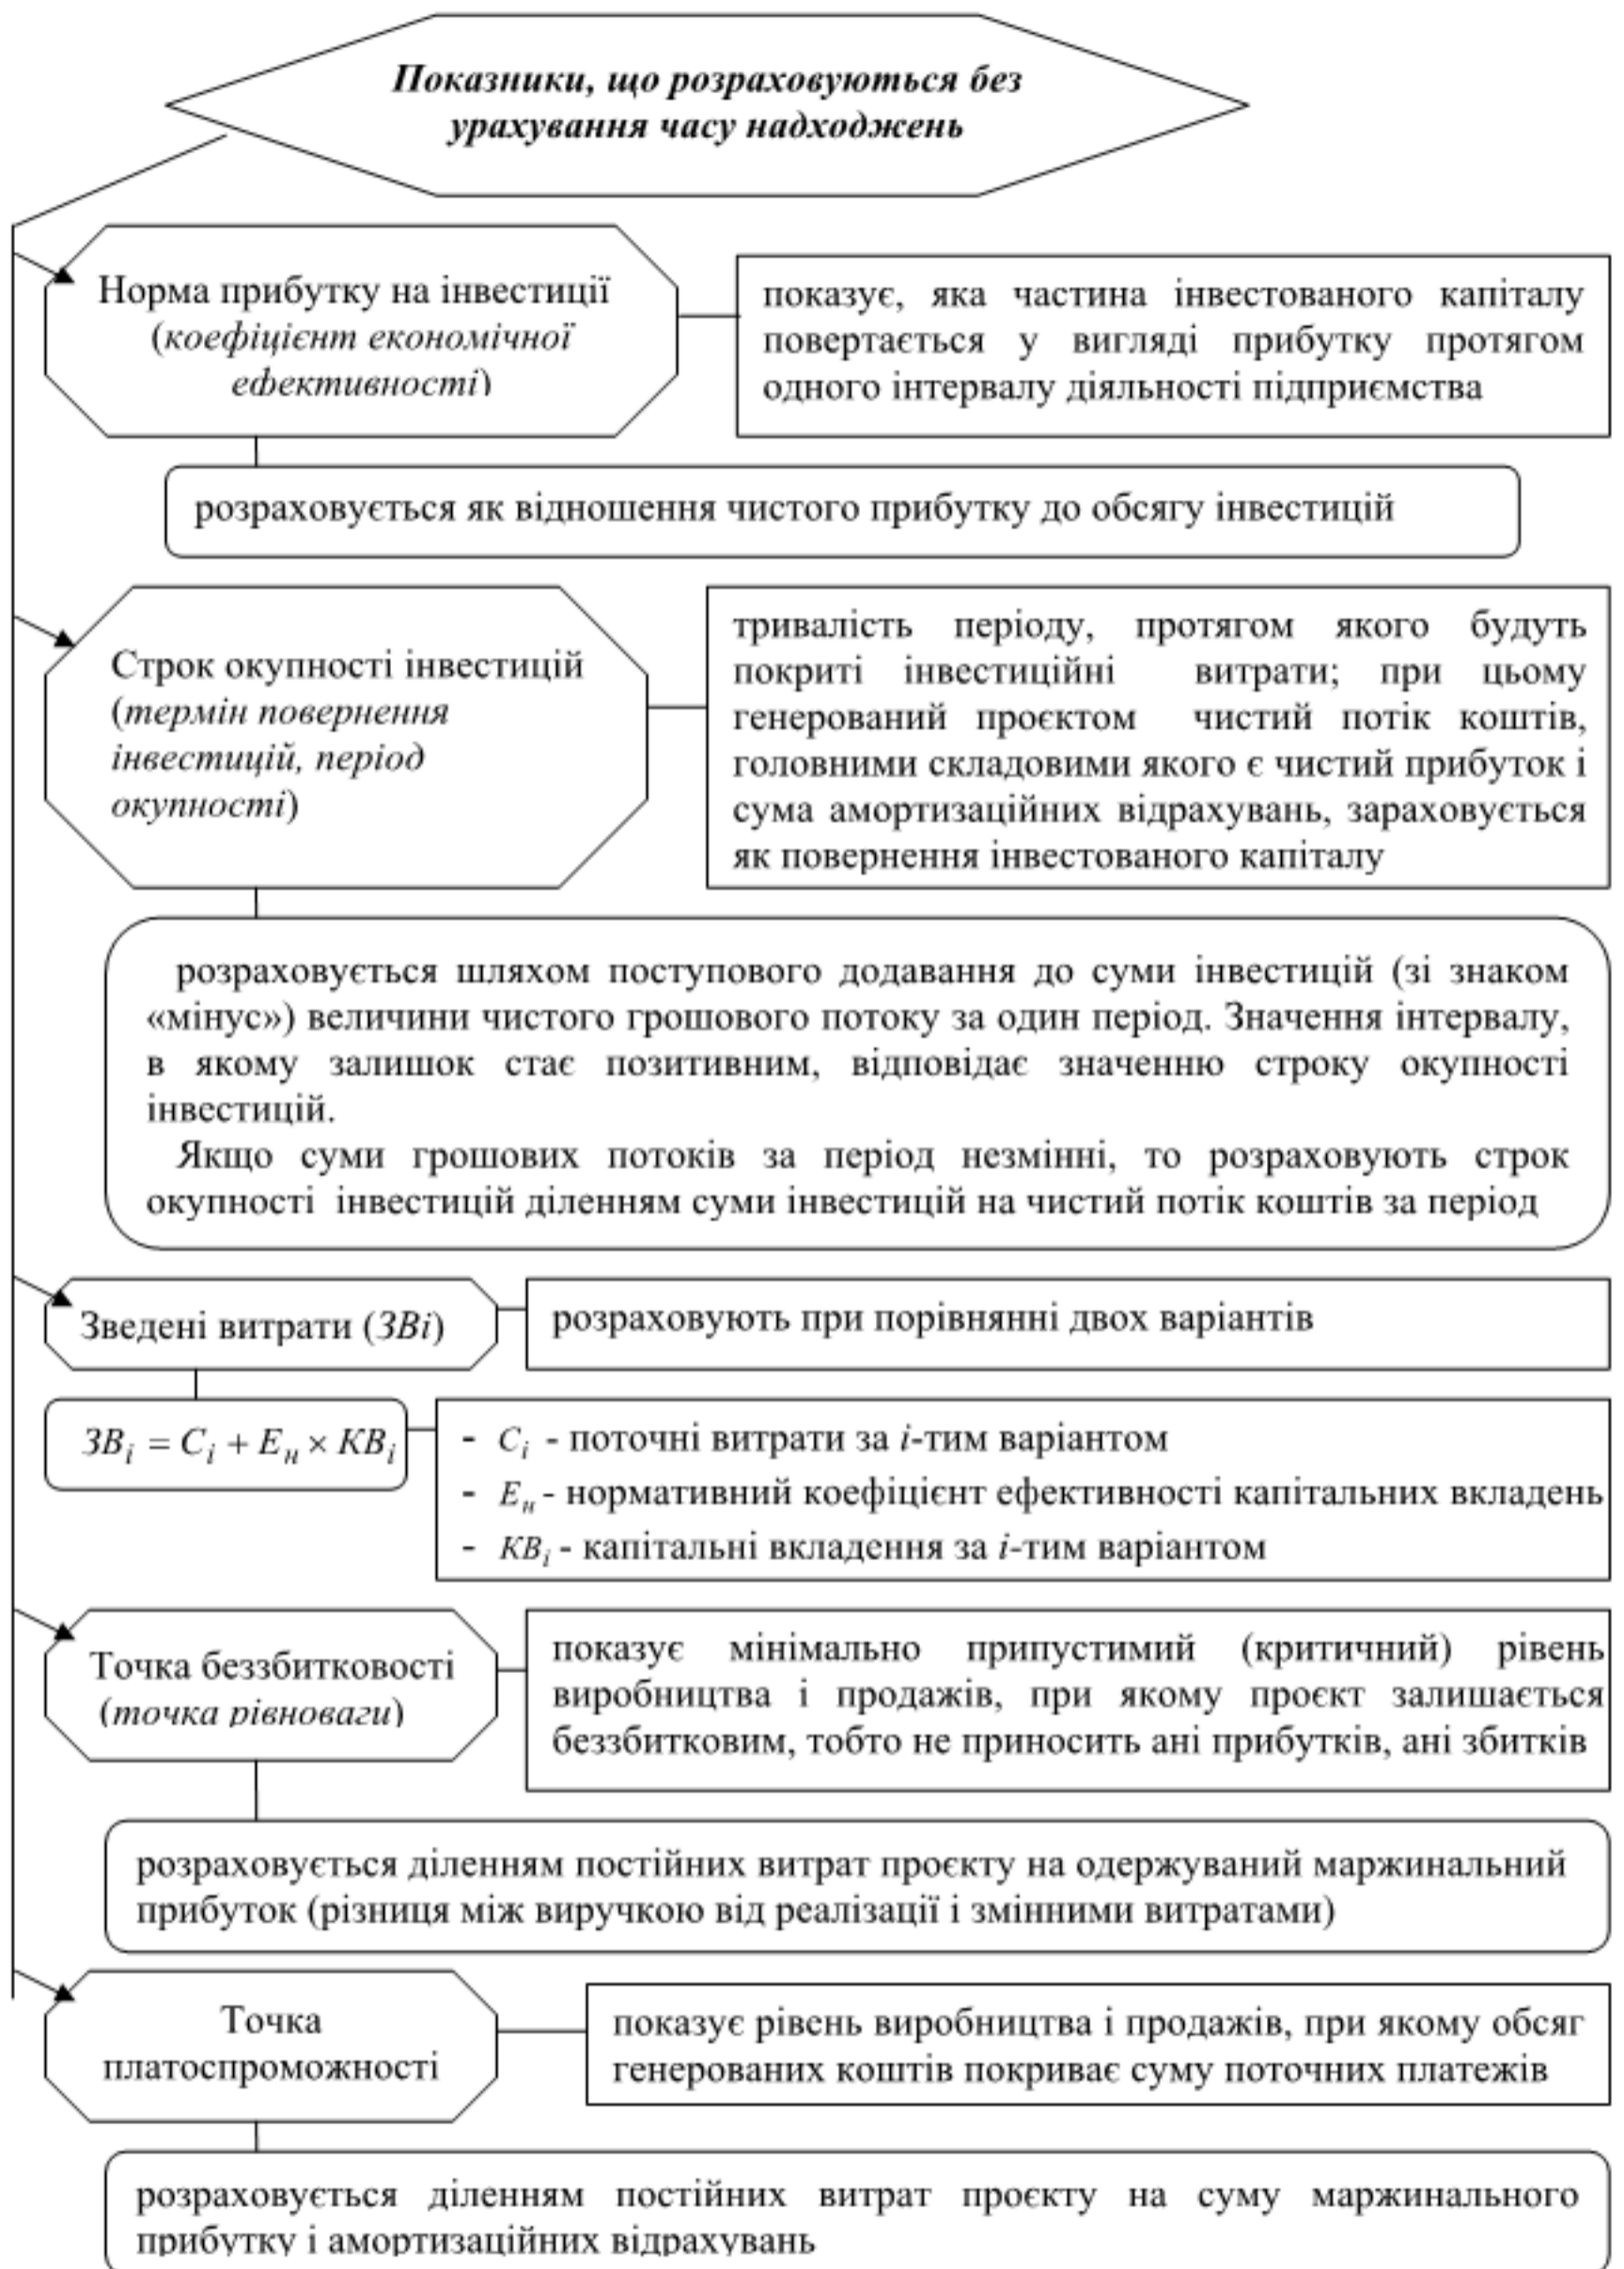 Показники, що розраховуються без
урахування часу надходжень
Норма прибутку на інвестиції
(коефіцієнт економічної
ефективності)
показує, яка частина інвестованого капіталу
повертається у вигляді прибутку протягом
одного інтервалу діяльності підприємства
розраховується як відношення чистого прибутку до обсягу інвестицій
Строк окупності інвестицій
(термін повернення
інвестицій, період
окупності)
тривалість періоду, протягом якого будуть
покриті інвестиційні витрати; при цьому
генерований проєктом чистий потік коштів,
головними складовими якого є чистий прибуток і
сума амортизаційних відрахувань, зараховується
як повернення інвестованого капіталу
розраховується шляхом поступового додавання до суми інвестицій (зі знаком
«мінус») величини чистого грошового потоку за один період. Значення інтервалу,
в якому залишок стає позитивним, відповідає значенню строку окупності
інвестицій.
Якщо суми грошових потоків за період незмінні, то розраховують строк
окупності інвестицій діленням суми інвестицій на чистий потік коштів за період
Зведені витрати (ЗВі)
розраховують при порівнянні двох варіантів
ЗВ_i = C_i + E_н × КВ_i
- C_i - поточні витрати за i-тим варіантом
- E_н - нормативний коефіцієнт ефективності капітальних вкладень
- КВ_i - капітальні вкладення за i-тим варіантом
Точка беззбитковості
(точка рівноваги)
показує мінімально припустимий (критичний) рівень
виробництва і продажів, при якому проєкт залишається
беззбитковим, тобто не приносить ані прибутків, ані збитків
розраховується діленням постійних витрат проєкту на одержуваний маржинальний
прибуток (різниця між виручкою від реалізації і змінними витратами)
Точка
платоспроможності
показує рівень виробництва і продажів, при якому обсяг
генерованих коштів покриває суму поточних платежів
розраховується діленням постійних витрат проєкту на суму маржинального
прибутку і амортизаційних відрахувань